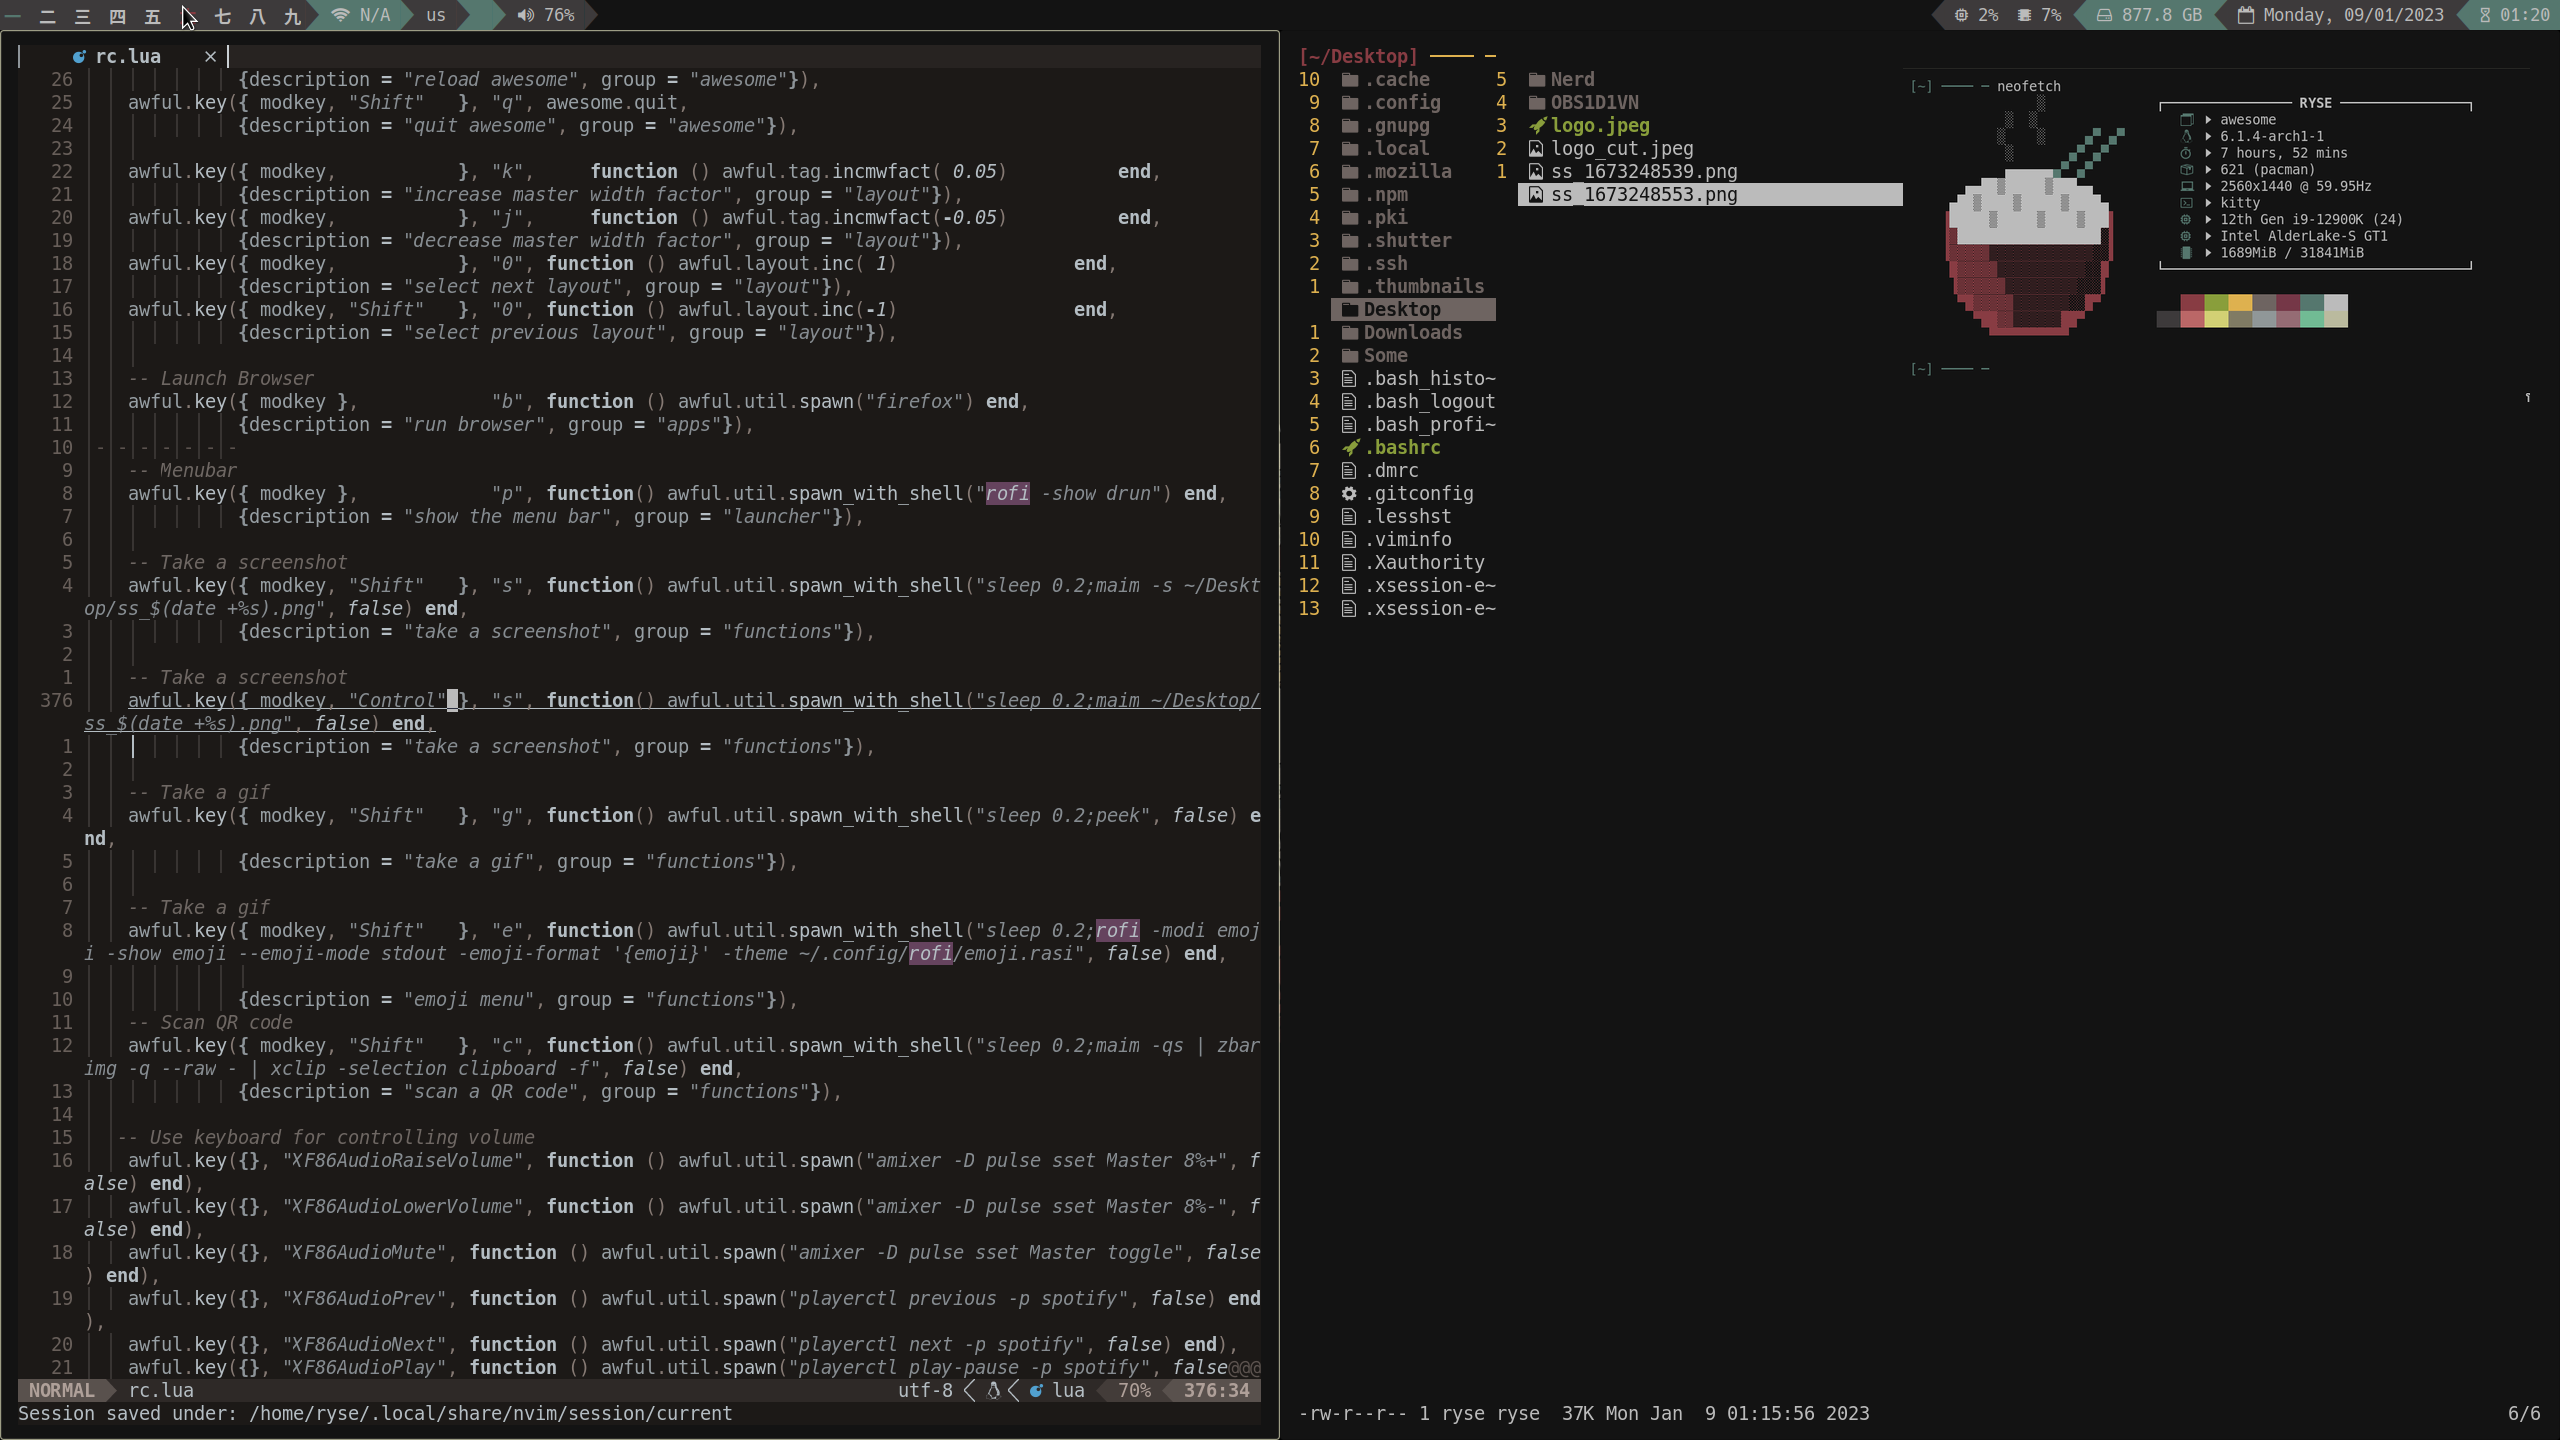 一 二 三 四 五 七 八 九 N/A us 76% 2% 7% 877.8 GB Monday, 09/01/2023 01:20
rc.lua ×
26 {description = "reload awesome", group = "awesome"}),
25 awful.key({ modkey, "Shift" }, "q", awesome.quit,
24 {description = "quit awesome", group = "awesome"}),
23
22 awful.key({ modkey, }, "k", function () awful.tag.incmwfact( 0.05) end,
21 {description = "increase master width factor", group = "layout"}),
20 awful.key({ modkey, }, "j", function () awful.tag.incmwfact(-0.05) end,
19 {description = "decrease master width factor", group = "layout"}),
18 awful.key({ modkey, }, "0", function () awful.layout.inc( 1) end,
17 {description = "select next layout", group = "layout"}),
16 awful.key({ modkey, "Shift" }, "0", function () awful.layout.inc(-1) end,
15 {description = "select previous layout", group = "layout"}),
14
13 -- Launch Browser
12 awful.key({ modkey }, "b", function () awful.util.spawn("firefox") end,
11 {description = "run browser", group = "apps"}),
10 - - - - - - -
9 -- Menubar
8 awful.key({ modkey }, "p", function() awful.util.spawn_with_shell("rofi -show drun") end,
7 {description = "show the menu bar", group = "launcher"}),
6
5 -- Take a screenshot
4 awful.key({ modkey, "Shift" }, "s", function() awful.util.spawn_with_shell("sleep 0.2;maim -s ~/Deskt
op/ss_$(date +%s).png", false) end,
3 {description = "take a screenshot", group = "functions"}),
2
1 -- Take a screenshot
376 awful.key({ modkey, "Control" }, "s", function() awful.util.spawn_with_shell("sleep 0.2;maim ~/Desktop/
ss_$(date +%s).png", false) end,
1 {description = "take a screenshot", group = "functions"}),
2
3 -- Take a gif
4 awful.key({ modkey, "Shift" }, "g", function() awful.util.spawn_with_shell("sleep 0.2;peek", false) e
nd,
5 {description = "take a gif", group = "functions"}),
6
7 -- Take a gif
8 awful.key({ modkey, "Shift" }, "e", function() awful.util.spawn_with_shell("sleep 0.2;rofi -modi emoj
i -show emoji --emoji-mode stdout -emoji-format '{emoji}' -theme ~/.config/rofi/emoji.rasi", false) end,
9
10 {description = "emoji menu", group = "functions"}),
11 -- Scan QR code
12 awful.key({ modkey, "Shift" }, "c", function() awful.util.spawn_with_shell("sleep 0.2;maim -qs | zbar
img -q --raw - | xclip -selection clipboard -f", false) end,
13 {description = "scan a QR code", group = "functions"}),
14
15 -- Use keyboard for controlling volume
16 awful.key({}, "XF86AudioRaiseVolume", function () awful.util.spawn("amixer -D pulse sset Master 8%+", f
alse) end),
17 awful.key({}, "XF86AudioLowerVolume", function () awful.util.spawn("amixer -D pulse sset Master 8%-", f
alse) end),
18 awful.key({}, "XF86AudioMute", function () awful.util.spawn("amixer -D pulse sset Master toggle", false
) end),
19 awful.key({}, "XF86AudioPrev", function () awful.util.spawn("playerctl previous -p spotify", false) end
),
20 awful.key({}, "XF86AudioNext", function () awful.util.spawn("playerctl next -p spotify", false) end),
21 awful.key({}, "XF86AudioPlay", function () awful.util.spawn("playerctl play-pause -p spotify", false@@@
NORMAL rc.lua utf-8 lua 70% 376:34
Session saved under: /home/ryse/.local/share/nvim/session/current
[~/Desktop] ─── ─
10 .cache
9 .config
8 .gnupg
7 .local
6 .mozilla
5 .npm
4 .pki
3 .shutter
2 .ssh
1 .thumbnails
Desktop
1 Downloads
2 Some
3 .bash_histo~
4 .bash_logout
5 .bash_profi~
6 .bashrc
7 .dmrc
8 .gitconfig
9 .lesshst
10 .viminfo
11 .Xauthority
12 .xsession-e~
13 .xsession-e~
5 Nerd
4 OBS1D1VN
3 logo.jpeg
2 logo_cut.jpeg
1 ss_1673248539.png
ss_1673248553.png
[~] ─── ─ neofetch
RYSE
awesome
6.1.4-arch1-1
7 hours, 52 mins
621 (pacman)
2560x1440 @ 59.95Hz
kitty
12th Gen i9-12900K (24)
Intel AlderLake-S GT1
1689MiB / 31841MiB
[~] ─── ─
-rw-r--r-- 1 ryse ryse 37K Mon Jan 9 01:15:56 2023 6/6